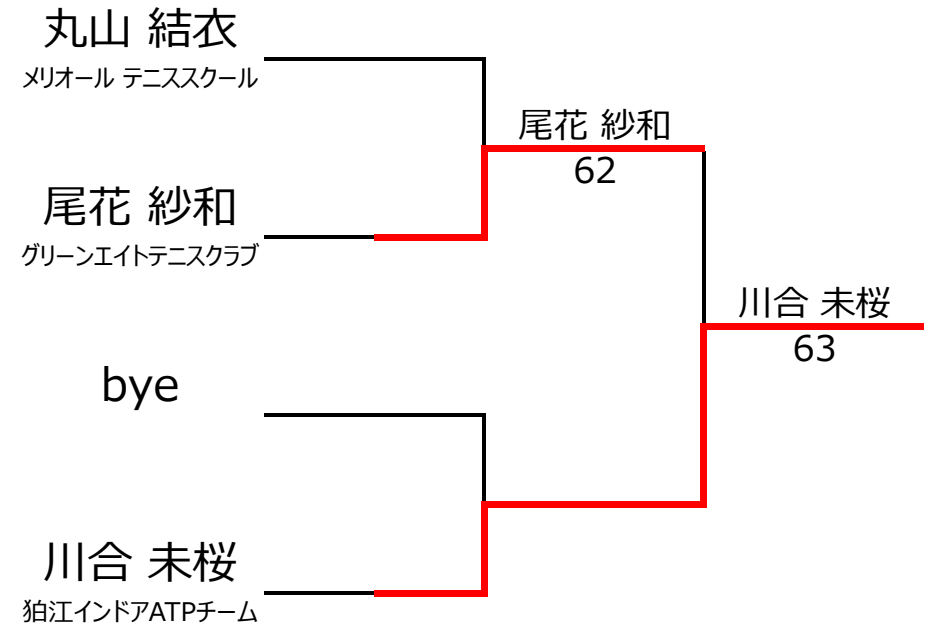 丸山 結衣
メリオール テニススクール
尾花 紗和
62
尾花 紗和
グリーンエイトテニスクラブ
川合 未桜
63
bye
川合 未桜
狛江インドアATPチーム